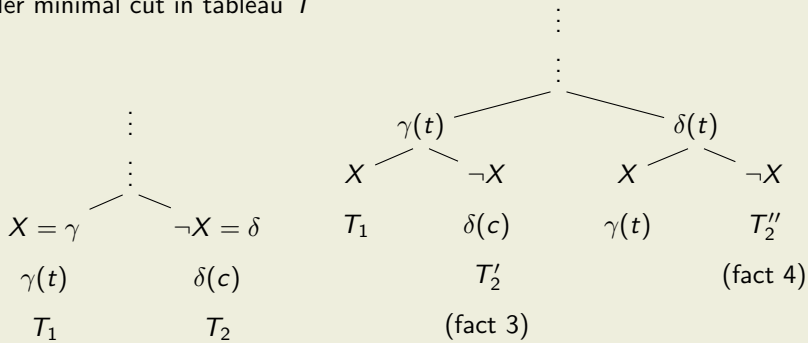 der minimal cut in tableau T
γ(t) δ(t)
X ¬X X ¬X
X = γ ¬X = δ T₁ δ(c) γ(t) T₂″
γ(t) δ(c) T₂′ (fact 4)
T₁ T₂ (fact 3)